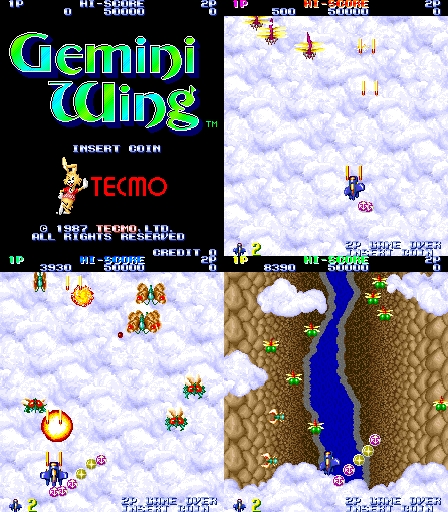 1P HI-SCORE 2P
0 50000 0
Gemini
Wing
TM
INSERT COIN
TECMO
© 1987 TECMO.LTD.
ALL RIGHTS RESERVED
CREDIT 0
1P HI-SCORE 2P
500 50000 0
2 2P GAME OVER
INSERT COIN
1P HI-SCORE 2P
3930 50000 0
2 2P GAME OVER
INSERT COIN
1P HI-SCORE 2P
8390 50000 0
2 2P GAME OVER
INSERT COIN